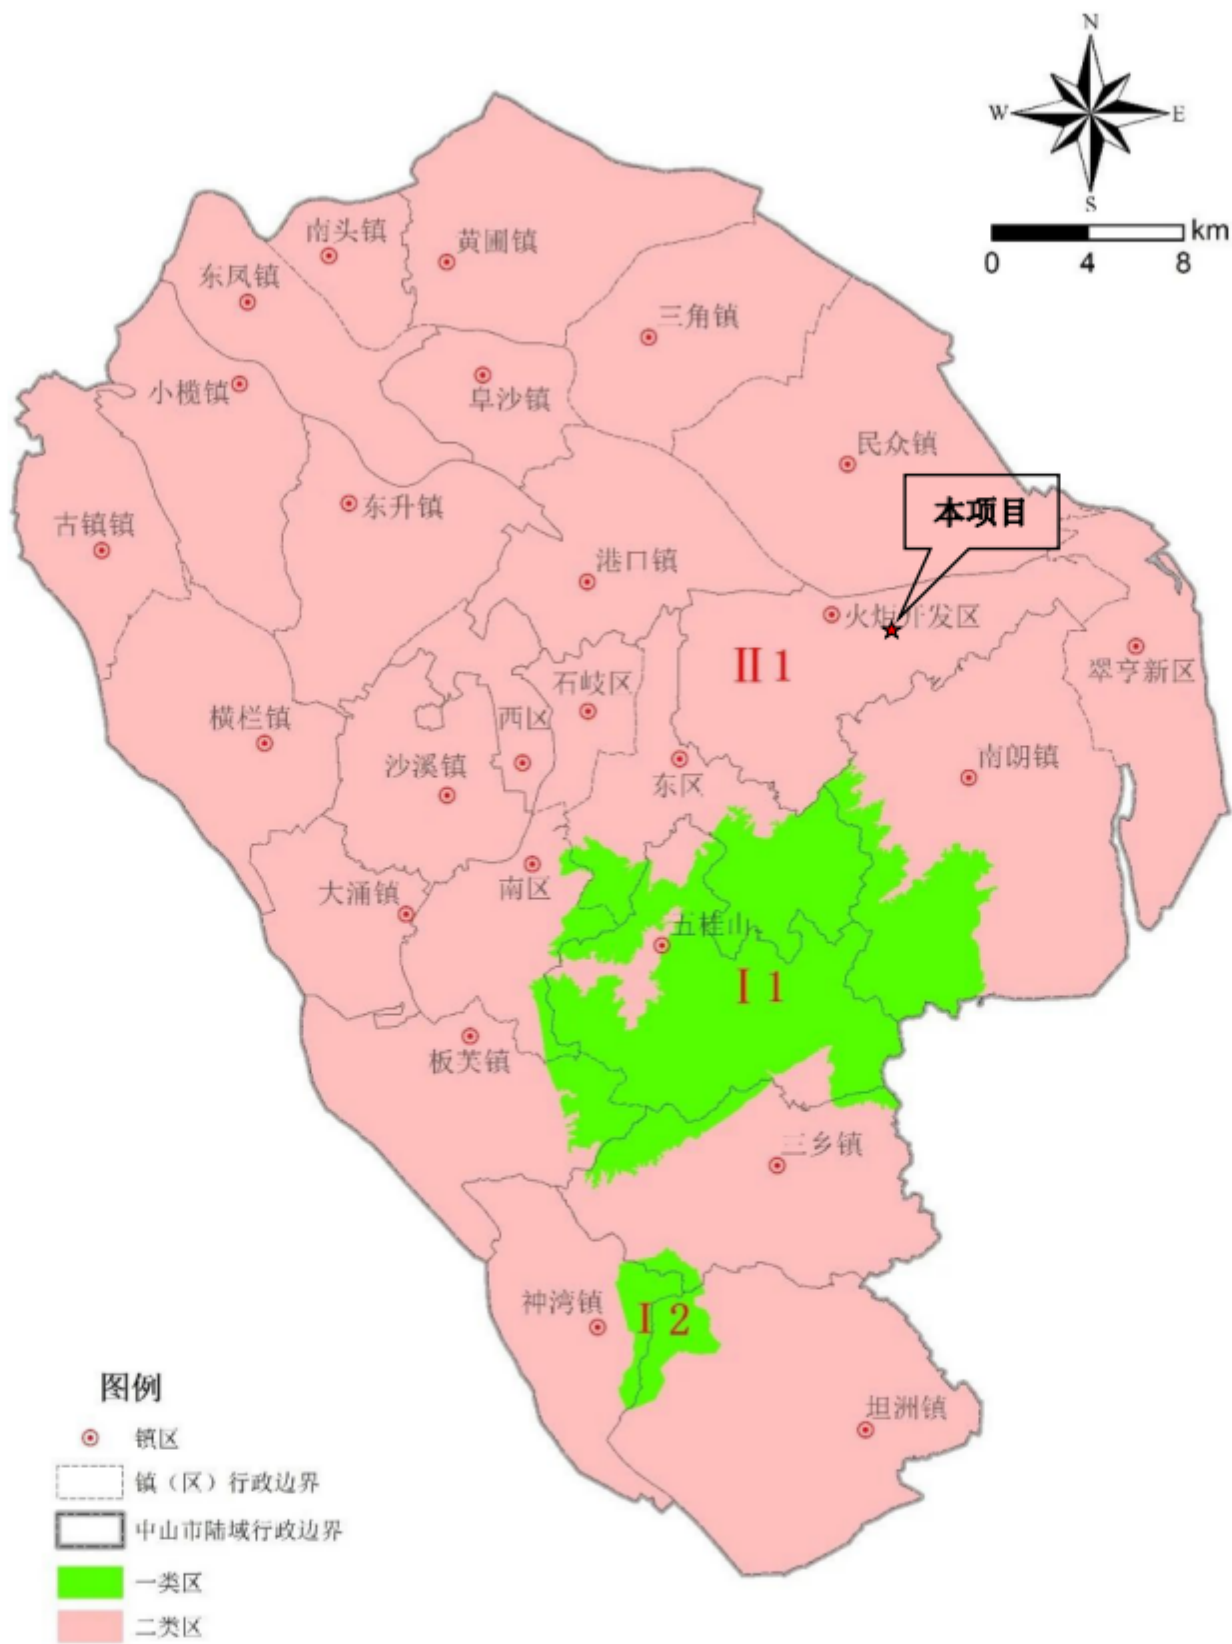 N
W
E
S
km
0 4 8
南头镇
黄圃镇
东凤镇
三角镇
小榄镇
阜沙镇
民众镇
东升镇
本项目
古镇镇
港口镇
火炬开发区
II 1
石岐区
翠亨新区
横栏镇
西区
沙溪镇
东区
南朗镇
南区
大涌镇
五桂山
I 1
板芙镇
三乡镇
神湾镇
I 2
坦洲镇
图例
镇区
镇（区）行政边界
中山市陆域行政边界
一类区
二类区